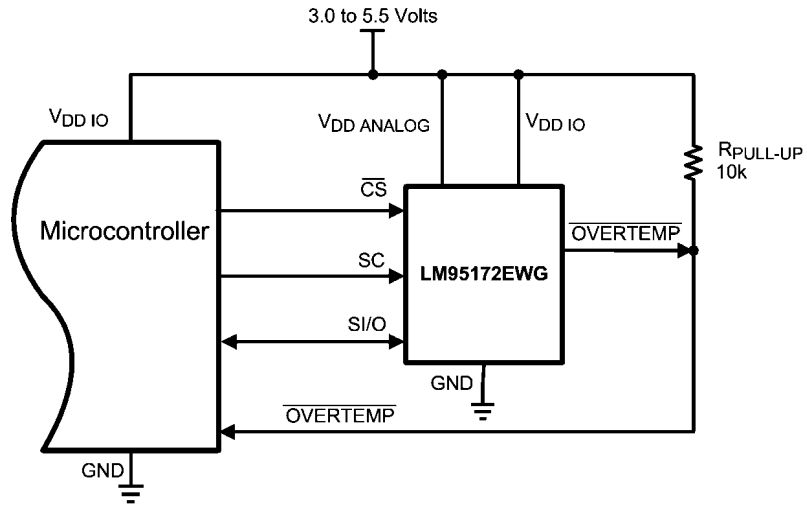 3.0 to 5.5 Volts
VDD IO
VDD ANALOG
VDD IO
RPULL-UP
10k
CS
OVERTEMP
Microcontroller
SC
LM95172EWG
SI/O
GND
OVERTEMP
GND